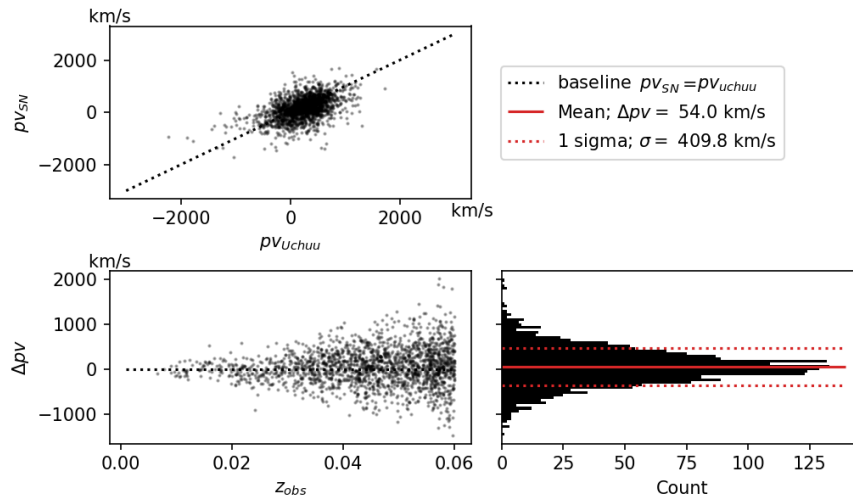 km/s
2000
0
−2000
pv_SN
−2000
0
2000
km/s
pv_Uchuu
baseline pv_SN=pv_uchuu
Mean; Δpv = 54.0 km/s
1 sigma; σ = 409.8 km/s
km/s
2000
1000
0
−1000
Δpv
0.00
0.02
0.04
0.06
z_obs
0
25
50
75
100
125
Count